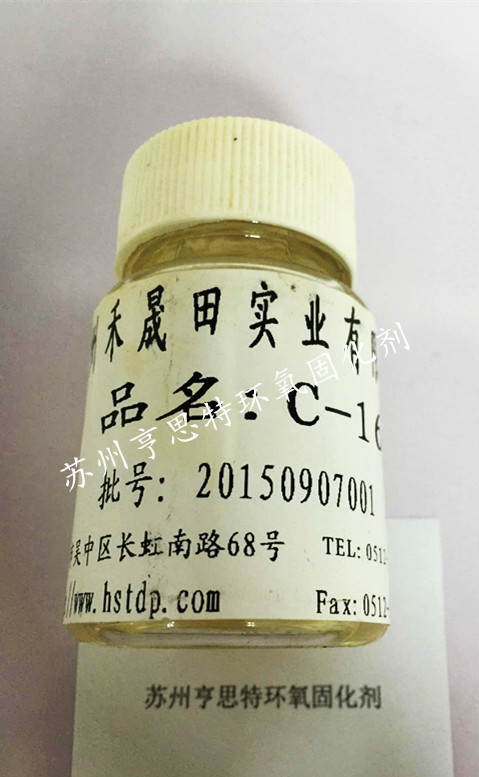 禾晟田实业有
品名:C-16
批号: 20150907001
吴中区长虹南路68号 TEL: 0512-
/www.hstdp.com Fax: 0512-
苏州亨思特环氧固化剂
苏州亨思特环氧固化剂